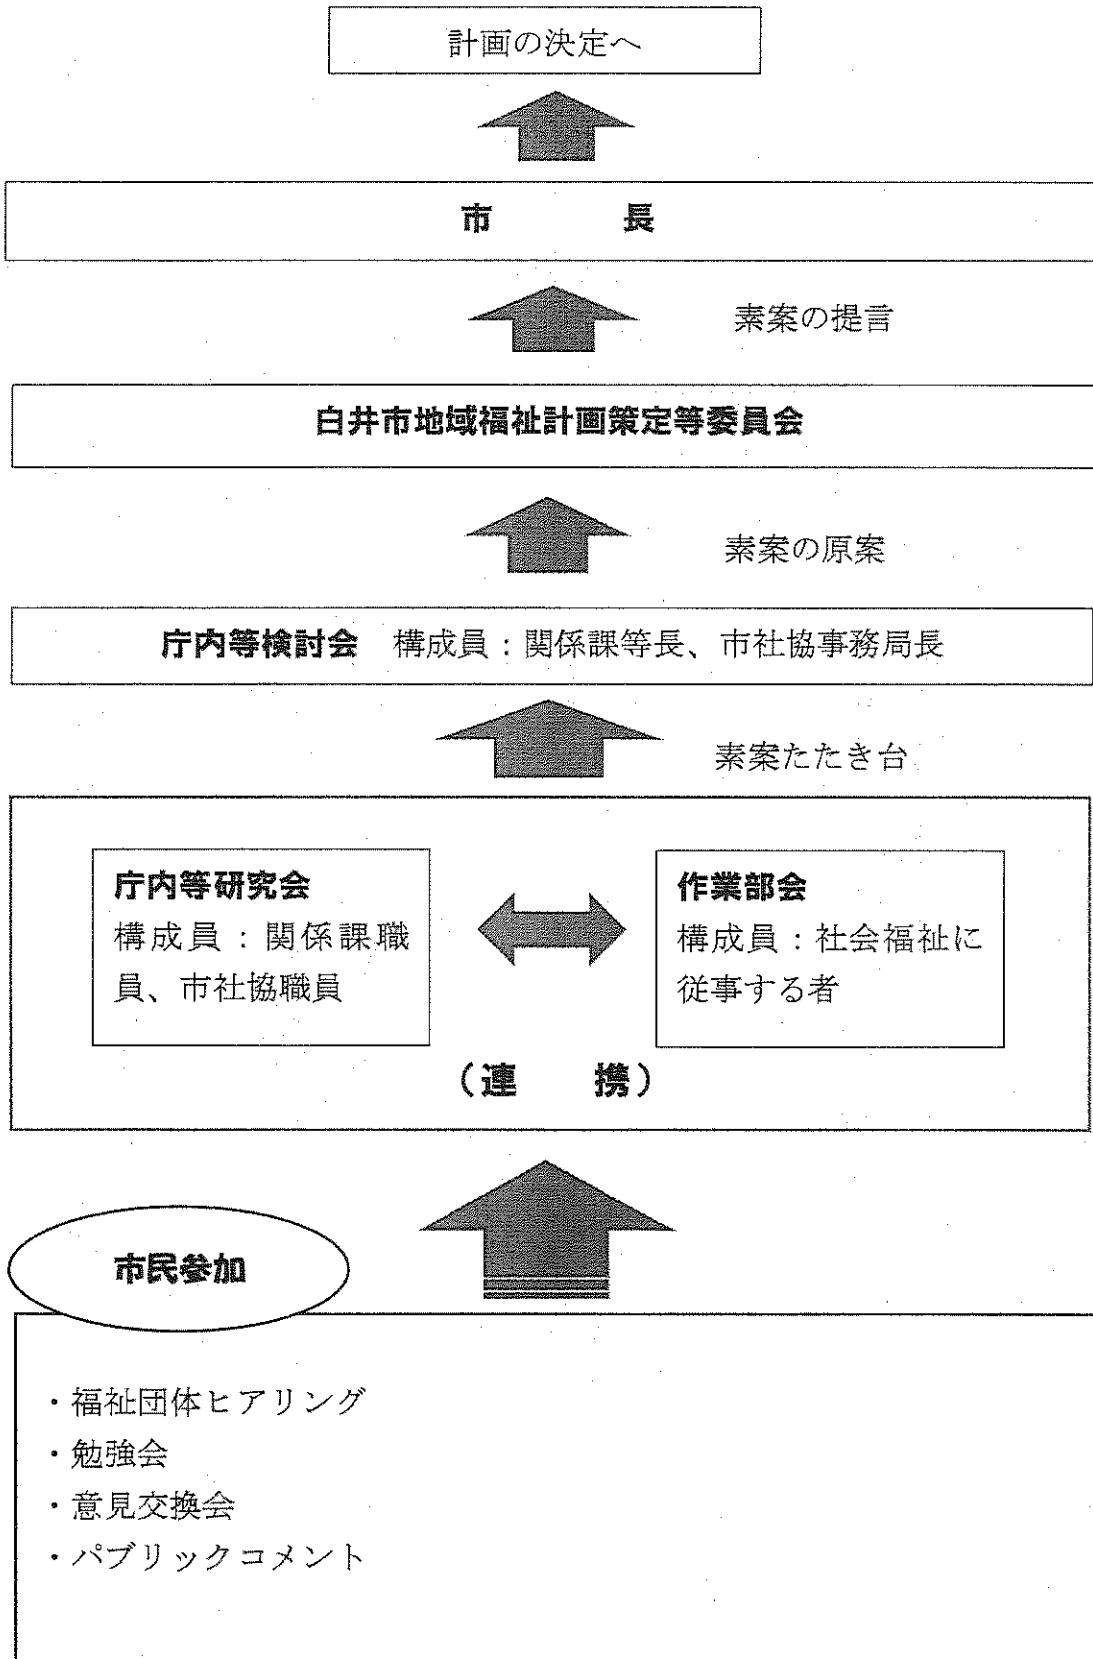 計画の決定へ
市　　長
素案の提言
白井市地域福祉計画策定等委員会
素案の原案
庁内等検討会　構成員：関係課等長、市社協事務局長
素案たたき台
庁内等研究会
構成員：関係課職
員、市社協職員
作業部会
構成員：社会福祉に
従事する者
（連　　携）
市民参加
・福祉団体ヒアリング
・勉強会
・意見交換会
・パブリックコメント